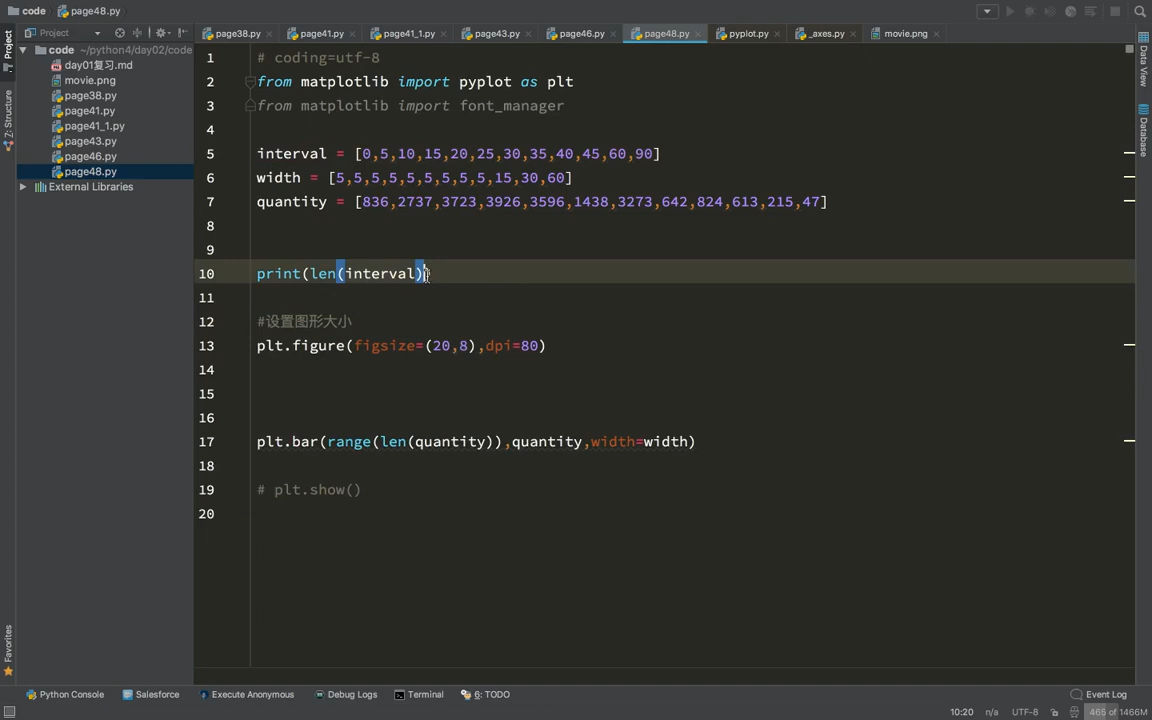 code
page48.py
Project
page38.py
page41.py
page41_1.py
page43.py
page46.py
page48.py
pyplot.py
_axes.py
movie.png
code ~/python4/day02/code
day01复习.md
movie.png
page38.py
page41.py
page41_1.py
page43.py
page46.py
page48.py
External Libraries
Project
Z: Structure
Favorites
Data View
Database
1 # coding=utf-8
2 from matplotlib import pyplot as plt
3 from matplotlib import font_manager
4
5 interval = [0,5,10,15,20,25,30,35,40,45,60,90]
6 width = [5,5,5,5,5,5,5,5,5,15,30,60]
7 quantity = [836,2737,3723,3926,3596,1438,3273,642,824,613,215,47]
8
9
10 print(len(interval))
11
12 #设置图形大小
13 plt.figure(figsize=(20,8),dpi=80)
14
15
16
17 plt.bar(range(len(quantity)),quantity,width=width)
18
19 # plt.show()
20
Python Console
Salesforce
Execute Anonymous
Debug Logs
Terminal
6: TODO
Event Log
10:20 n/a UTF-8 465 of 1466M